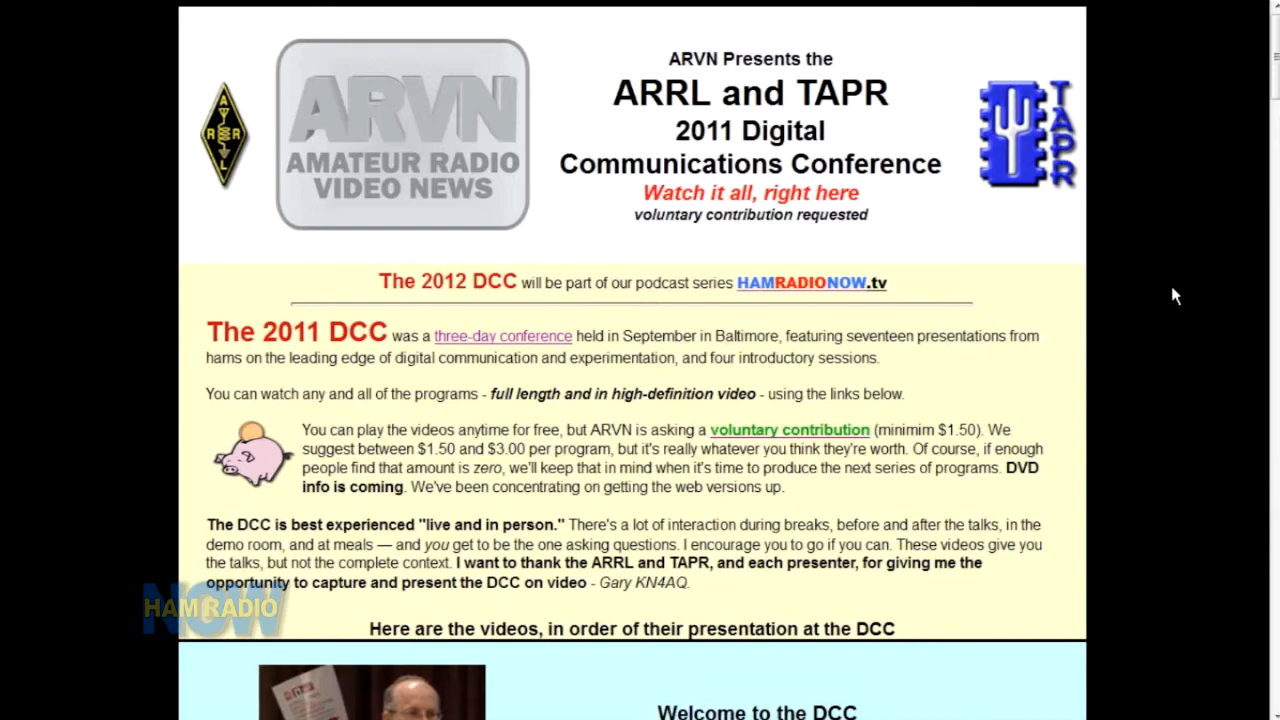 ARVN Presents the
ARRL and TAPR
2011 Digital
Communications Conference
Watch it all, right here
voluntary contribution requested
ARRL
ARVN
AMATEUR RADIO
VIDEO NEWS
TAPR
The 2012 DCC will be part of our podcast series HAMRADIONOW.tv
The 2011 DCC was a three-day conference held in September in Baltimore, featuring seventeen presentations from
hams on the leading edge of digital communication and experimentation, and four introductory sessions.
You can watch any and all of the programs - full length and in high-definition video - using the links below.
You can play the videos anytime for free, but ARVN is asking a voluntary contribution (minimim $1.50). We
suggest between $1.50 and $3.00 per program, but it's really whatever you think they're worth. Of course, if enough
people find that amount is zero, we'll keep that in mind when it's time to produce the next series of programs. DVD
info is coming. We've been concentrating on getting the web versions up.
The DCC is best experienced "live and in person." There's a lot of interaction during breaks, before and after the talks, in the
demo room, and at meals — and you get to be the one asking questions. I encourage you to go if you can. These videos give you
the talks, but not the complete context. I want to thank the ARRL and TAPR, and each presenter, for giving me the
opportunity to capture and present the DCC on video - Gary KN4AQ.
HAM RADIO
NOW
Here are the videos, in order of their presentation at the DCC
Welcome to the DCC